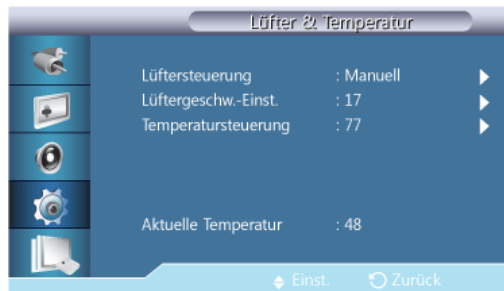 Lüfter & Temperatur
Lüftersteuerung : Manuell
Lüftergeschw.-Einst. : 17
Temperatursteuerung : 77
Aktuelle Temperatur : 48
Einst. Zurück